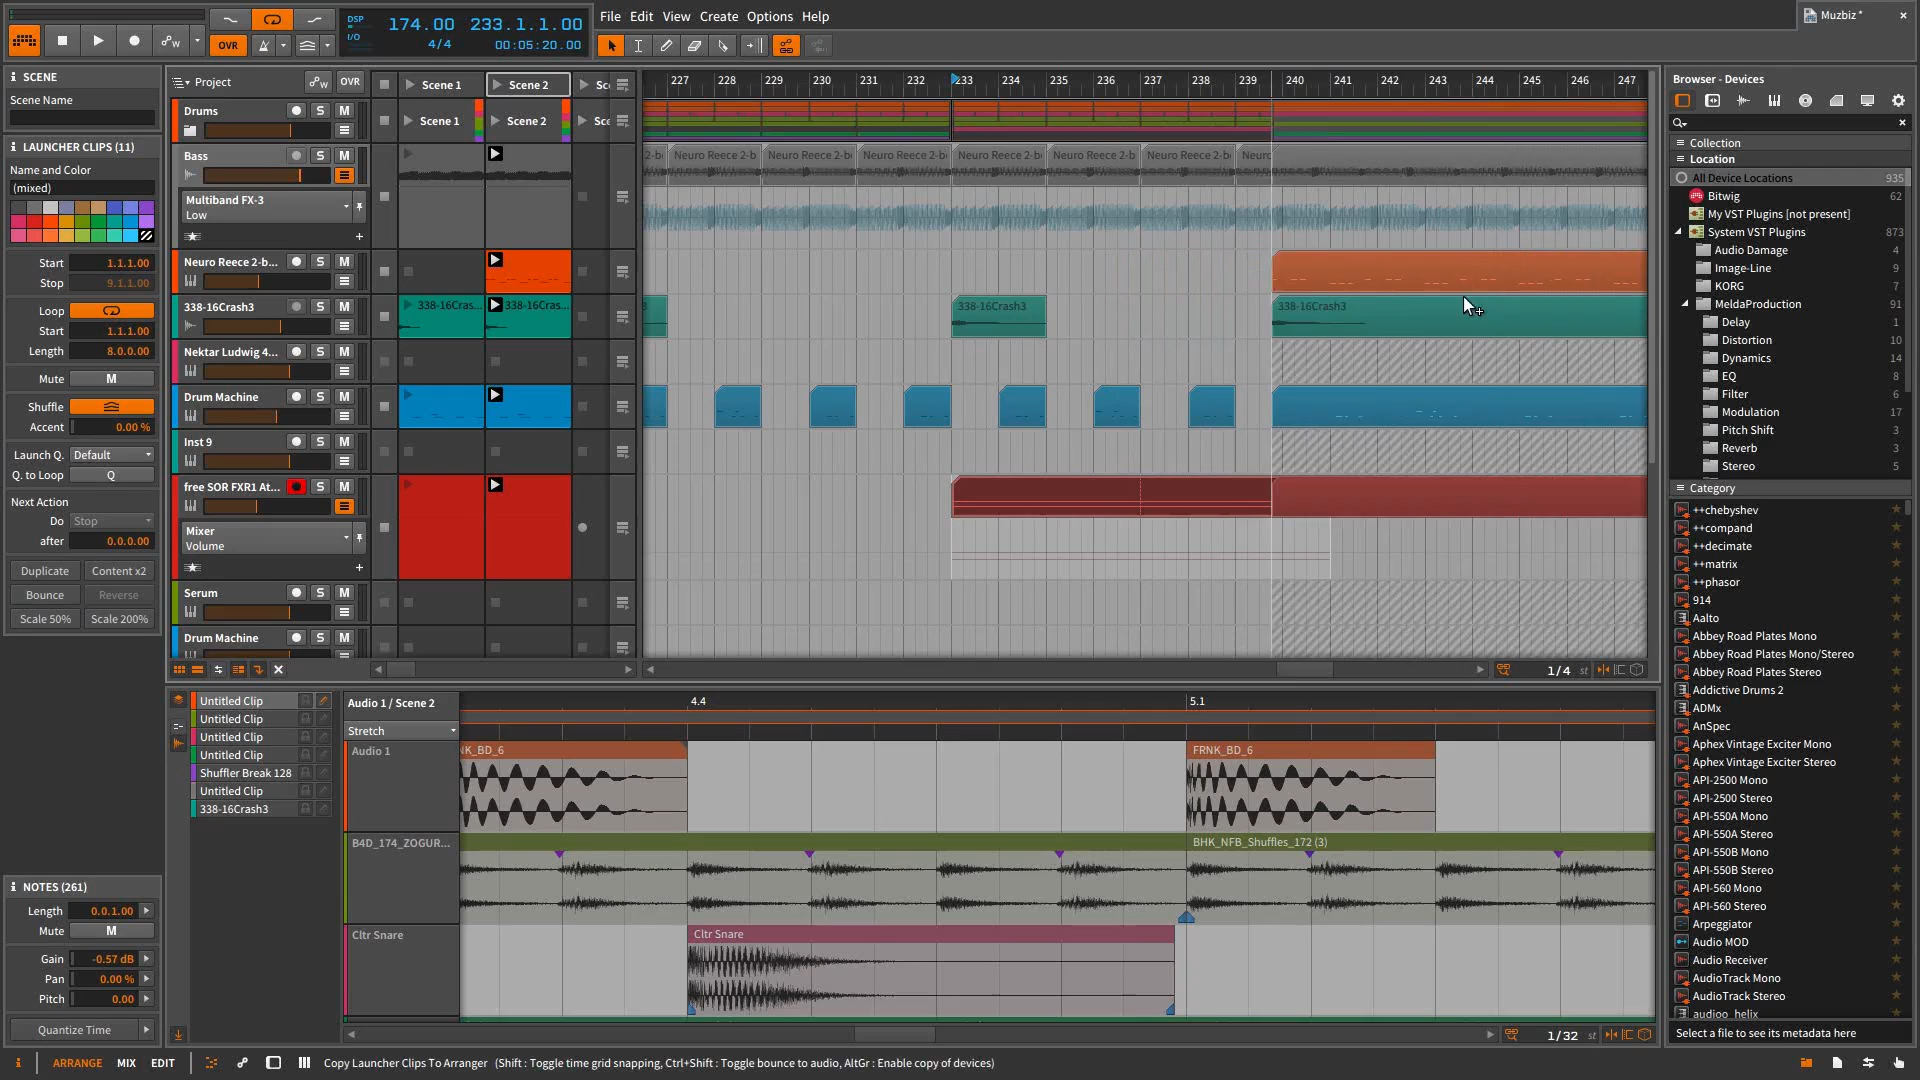 File Edit View Create Options Help
Muzbiz *
DSP
I/O
174.00 233.1.1.00
4/4 00:05:20.00
OVR
SCENE
Scene Name
LAUNCHER CLIPS (11)
Name and Color
(mixed)
Start 1.1.1.00
Stop 9.1.1.00
Loop
Start 1.1.1.00
Length 8.0.0.00
Mute M
Shuffle
Accent 0.00 %
Launch Q. Default
Q. to Loop Q
Next Action
Do Stop
after 0.0.0.00
Duplicate Content x2
Bounce Reverse
Scale 50% Scale 200%
NOTES (261)
Length 0.0.1.00
Mute M
Gain -0.57 dB
Pan 0.00 %
Pitch 0.00
Quantize Time
Project OVR
Scene 1 Scene 2 Sc
227 228 229 230 231 232 233 234 235 236 237 238 239 240 241 242 243 244 245 246 247
Drums S M
Scene 1 Scene 2 Sce
Bass S M
2-b Neuro Reece 2-b Neuro Reece 2-b Neuro Reece 2-b Neuro Reece 2-b Neuro Reece 2-b Neuro Reece 2-b Neurc
Multiband FX-3
Low
Neuro Reece 2-b... S M
338-16Crash3 S M
338-16Cras... 338-16Cras...
338-16Crash3 338-16Crash3
Nektar Ludwig 4... S M
Drum Machine S M
Inst 9 S M
free SOR FXR1 At... S M
Mixer
Volume
Serum S M
Drum Machine S M
1/4 st
Untitled Clip
Untitled Clip
Untitled Clip
Untitled Clip
Shuffler Break 128
Untitled Clip
338-16Crash3
Audio 1 / Scene 2
4.4 5.1
Stretch
Audio 1
NK_BD_6 FRNK_BD_6
B4D_174_ZOGUR...
BHK_NFB_Shuffles_172 (3)
Cltr Snare
Cltr Snare
1/32 st
Browser - Devices
Collection
Location
All Device Locations 935
Bitwig 62
My VST Plugins [not present]
System VST Plugins 873
Audio Damage 4
Image-Line 9
KORG 7
MeldaProduction 91
Delay 1
Distortion 10
Dynamics 14
EQ 8
Filter 6
Modulation 17
Pitch Shift 3
Reverb 3
Stereo 5
Category
++chebyshev
++compand
++decimate
++matrix
++phasor
914
Aalto
Abbey Road Plates Mono
Abbey Road Plates Mono/Stereo
Abbey Road Plates Stereo
Addictive Drums 2
ADMx
AnSpec
Aphex Vintage Exciter Mono
Aphex Vintage Exciter Stereo
API-2500 Mono
API-2500 Stereo
API-550A Mono
API-550A Stereo
API-550B Mono
API-550B Stereo
API-560 Mono
API-560 Stereo
Arpeggiator
Audio MOD
Audio Receiver
AudioTrack Mono
AudioTrack Stereo
audioo_helix
Select a file to see its metadata here
i ARRANGE MIX EDIT
Copy Launcher Clips To Arranger (Shift : Toggle time grid snapping, Ctrl+Shift : Toggle bounce to audio, AltGr : Enable copy of devices)